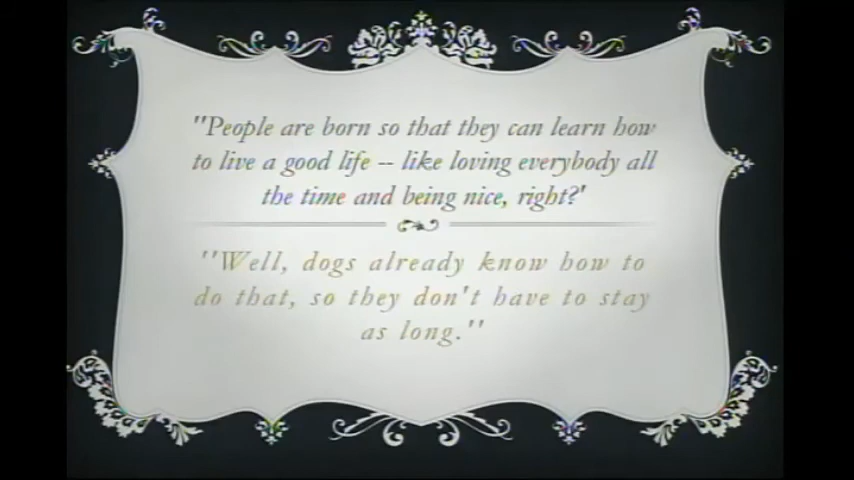 "People are born so that they can learn how
to live a good life -- like loving everybody all
the time and being nice, right?'
''Well, dogs already know how to
do that, so they don't have to stay
as long.''